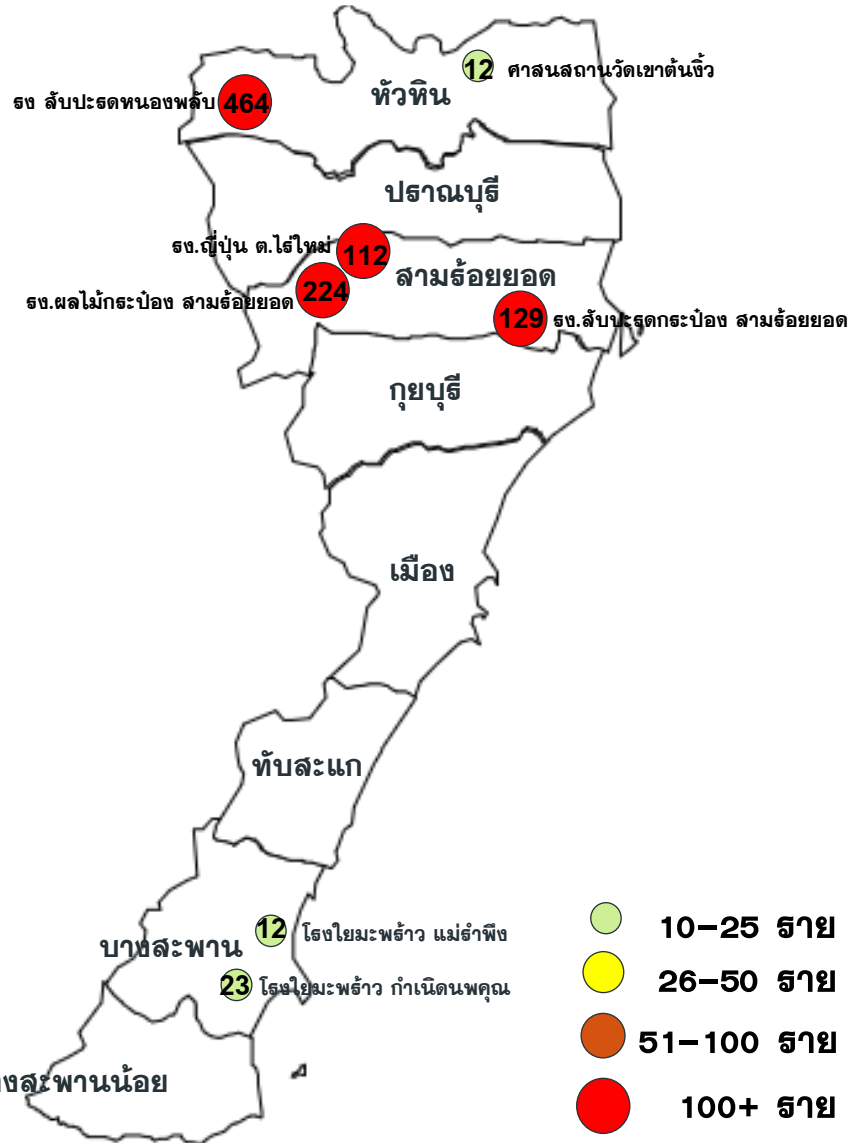 12 ศาสนสถานวัดเขาต้นงิ้ว
รง สับปะรดหนองพลับ 464
หัวหิน
ปราณบุรี
รง.ญี่ปุ่น ต.ไร่ใหม่ 112
สามร้อยยอด
รง.ผลไม้กระป๋อง สามร้อยยอด 224
129 รง.สับปะรดกระป๋อง สามร้อยยอด
กุยบุรี
เมือง
ทับสะแก
12 โรงใยมะพร้าว แม่รำพึง
บางสะพาน
23 โรงใยมะพร้าว กำเนิดนพคุณ
างสะพานน้อย
10-25 ราย
26-50 ราย
51-100 ราย
100+ ราย